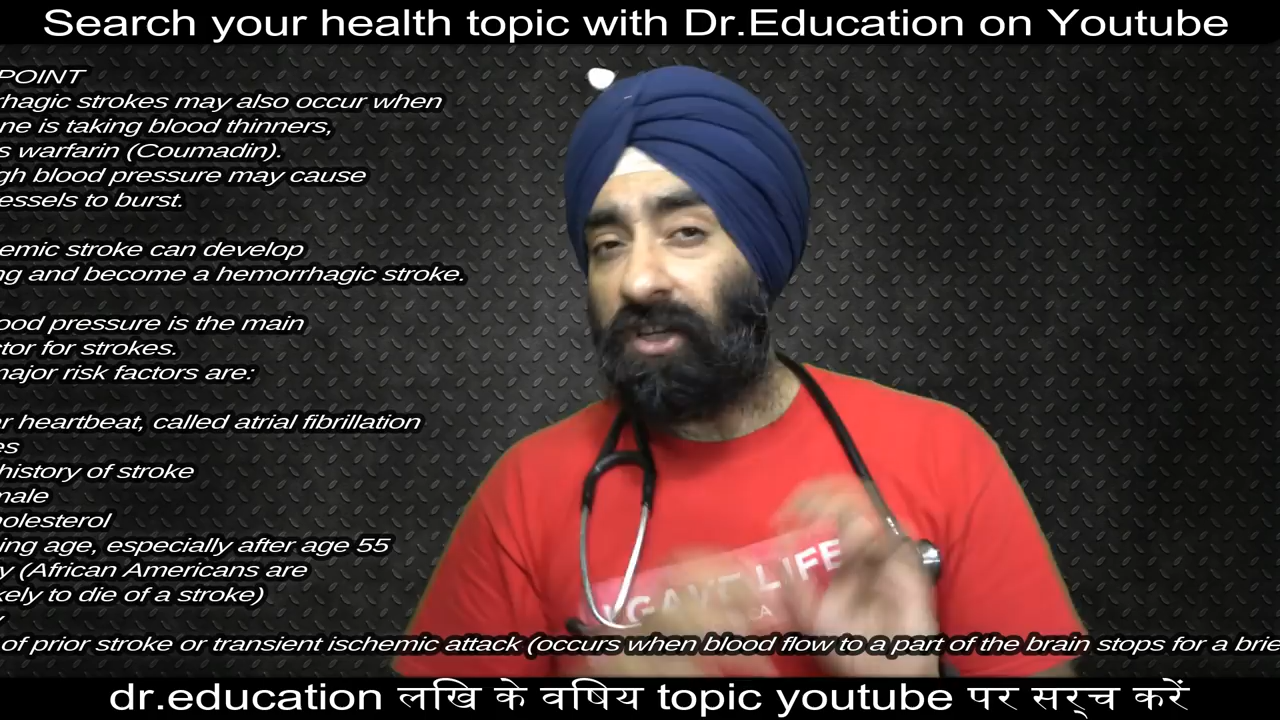 Search your health topic with Dr.Education on Youtube
POINT
rhagic strokes may also occur when
ne is taking blood thinners,
s warfarin (Coumadin).
gh blood pressure may cause
essels to burst.
emic stroke can develop
ng and become a hemorrhagic stroke.
ood pressure is the main
ctor for strokes.
major risk factors are:
r heartbeat, called atrial fibrillation
es
history of stroke
male
holesterol
ing age, especially after age 55
y (African Americans are
kely to die of a stroke)
of prior stroke or transient ischemic attack (occurs when blood flow to a part of the brain stops for a brie
GAVE LIFE
dr.education लखि के वषिय topic youtube पर सर्च करें